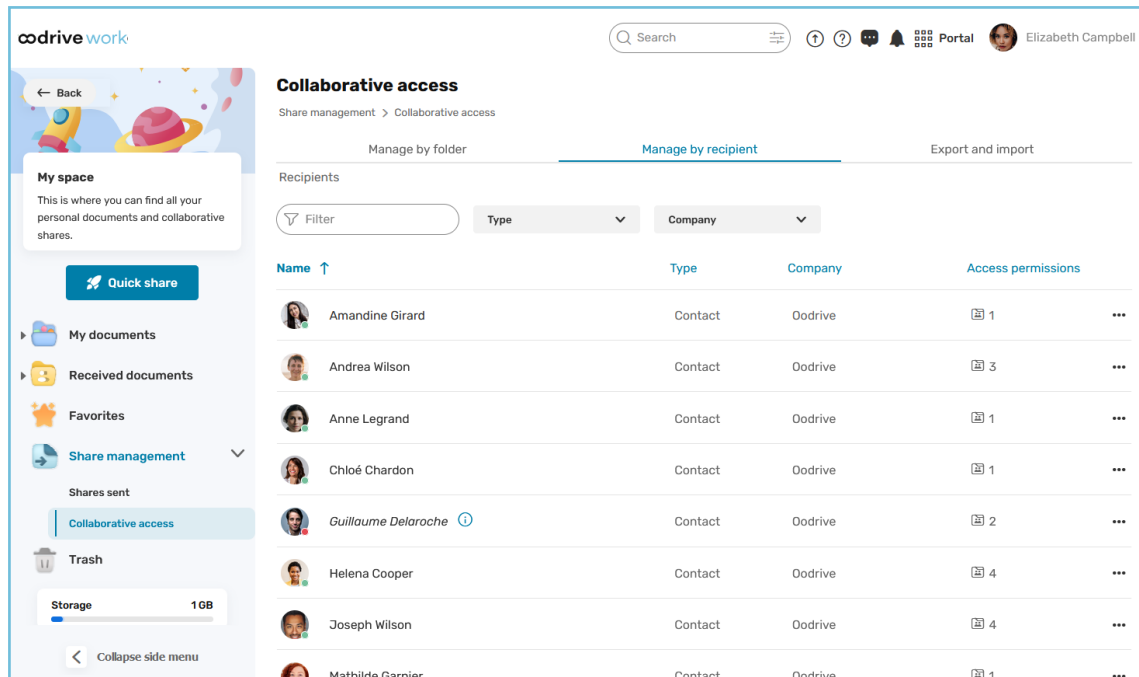 oodrive work
Search
Portal
Elizabeth Campbell
Back
My space
This is where you can find all your
personal documents and collaborative
shares.
Quick share
My documents
Received documents
Favorites
Share management
Shares sent
Collaborative access
Trash
Storage 1 GB
Collapse side menu
Collaborative access
Share management > Collaborative access
Manage by folder Manage by recipient Export and import
Recipients
Filter Type Company
Name Type Company Access permissions
Amandine Girard Contact Oodrive 1
Andrea Wilson Contact Oodrive 3
Anne Legrand Contact Oodrive 1
Chloé Chardon Contact Oodrive 1
Guillaume Delaroche Contact Oodrive 2
Helena Cooper Contact Oodrive 4
Joseph Wilson Contact Oodrive 4
Mathilde Garnier Contact Oodrive 1